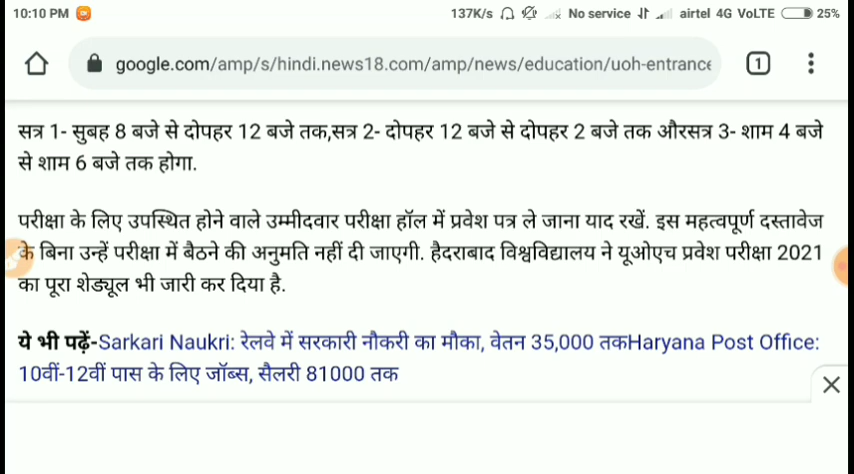 10:10 PM 137K/s No service airtel 4G VoLTE 25%
google.com/amp/s/hindi.news18.com/amp/news/education/uoh-entrance 1
सत्र 1- सुबह 8 बजे से दोपहर 12 बजे तक,सत्र 2- दोपहर 12 बजे से दोपहर 2 बजे तक औरसत्र 3- शाम 4 बजे
से शाम 6 बजे तक होगा.
परीक्षा के लिए उपस्थित होने वाले उम्मीदवार परीक्षा हॉल में प्रवेश पत्र ले जाना याद रखें. इस महत्वपूर्ण दस्तावेज
के बिना उन्हें परीक्षा में बैठने की अनुमति नहीं दी जाएगी. हैदराबाद विश्वविद्यालय ने यूओएच प्रवेश परीक्षा 2021
का पूरा शेड्यूल भी जारी कर दिया है.
ये भी पढ़ें-Sarkari Naukri: रेलवे में सरकारी नौकरी का मौका, वेतन 35,000 तकHaryana Post Office:
10वीं-12वीं पास के लिए जॉब्स, सैलरी 81000 तक